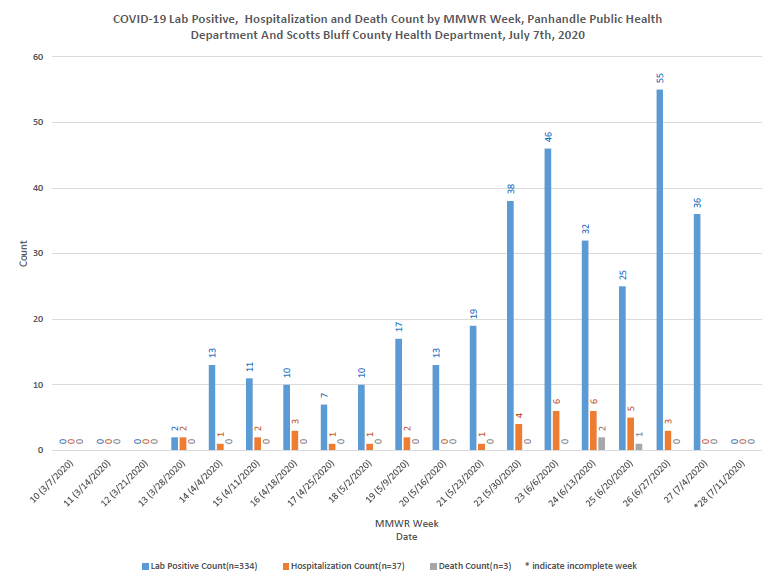 COVID-19 Lab Positive, Hospitalization and Death Count by MMWR Week, Panhandle Public Health
Department And Scotts Bluff County Health Department, July 7th, 2020
60
50
40
30
20
10
0
Count
0 0 0
0 0 0
0 0 0
2 2 0
13 1 0
11 2 0
10 3 0
7 1 0
10 1 0
17 2 0
13 0 0
19 1 0
38 4 0
46 6 0
32 6 2
25 5 1
55 3 0
36 0 0
0 0 0
10 (3/7/2020)
11 (3/14/2020)
12 (3/21/2020)
13 (3/28/2020)
14 (4/4/2020)
15 (4/11/2020)
16 (4/18/2020)
17 (4/25/2020)
18 (5/2/2020)
19 (5/9/2020)
20 (5/16/2020)
21 (5/23/2020)
22 (5/30/2020)
23 (6/6/2020)
24 (6/13/2020)
25 (6/20/2020)
26 (6/27/2020)
27 (7/4/2020)
*28 (7/11/2020)
MMWR Week
Date
Lab Positive Count(n=334)
Hospitalization Count(n=37)
Death Count(n=3)
* indicate incomplete week